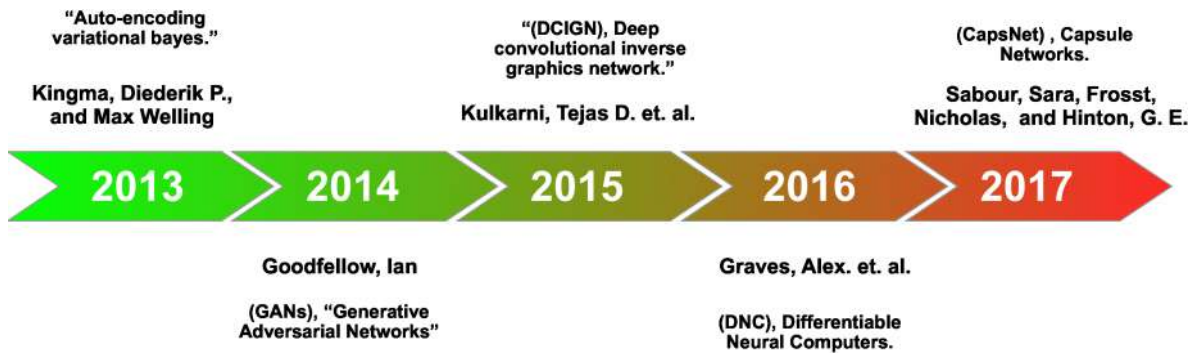 “Auto-encoding
variational bayes.”
Kingma, Diederik P.,
and Max Welling
“(DCIGN), Deep
convolutional inverse
graphics network.”
Kulkarni, Tejas D. et. al.
(CapsNet) , Capsule
Networks.
Sabour, Sara, Frosst,
Nicholas,  and Hinton, G. E.
2013
2014
2015
2016
2017
Goodfellow, Ian
(GANs), “Generative
Adversarial Networks”
Graves, Alex. et. al.
(DNC), Differentiable
Neural Computers.